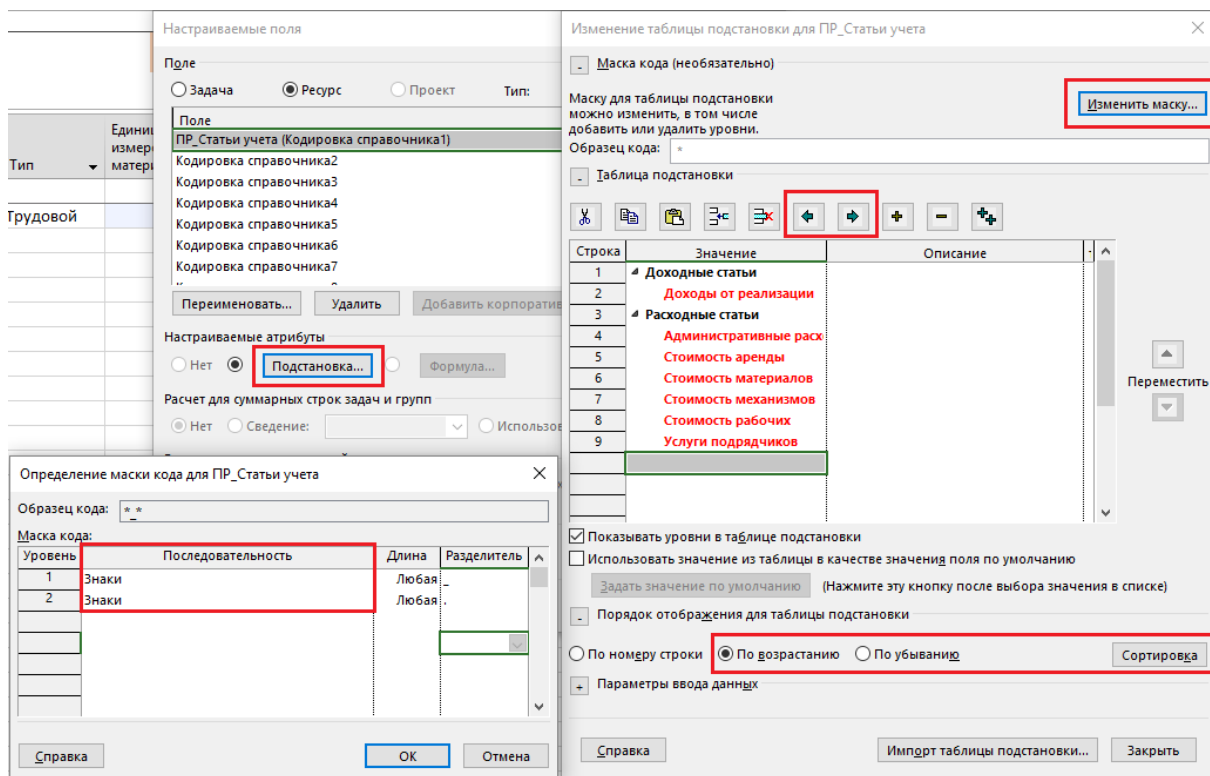 Единиц
измер
Тип
матери
Трудовой
Настраиваемые поля
Поле
Задача
Ресурс
Проект
Тип:
Поле
ПР_Статьи учета (Кодировка справочника1)
Кодировка справочника2
Кодировка справочника3
Кодировка справочника4
Кодировка справочника5
Кодировка справочника6
Кодировка справочника7
Переименовать...
Удалить
Добавить корпоратив
Настраиваемые атрибуты
Нет
Подстановка...
Формула...
Расчет для суммарных строк задач и групп
Нет
Сведение:
Использов
Определение маски кода для ПР_Статьи учета
Образец кода: *_*
Маска кода:
Уровень Последовательность Длина Разделитель
1 Знаки Любая _
2 Знаки Любая .
Справка
ОК
Отмена
Изменение таблицы подстановки для ПР_Статьи учета
- Маска кода (необязательно)
Маску для таблицы подстановки
можно изменить, в том числе
добавить или удалить уровни.
Изменить маску...
Образец кода: *
- Таблица подстановки
Строка Значение Описание
1 Доходные статьи
2 Доходы от реализации
3 Расходные статьи
4 Административные расх
5 Стоимость аренды
6 Стоимость материалов
7 Стоимость механизмов
8 Стоимость рабочих
9 Услуги подрядчиков
Переместить
Показывать уровни в таблице подстановки
Использовать значение из таблицы в качестве значения поля по умолчанию
Задать значение по умолчанию (Нажмите эту кнопку после выбора значения в списке)
- Порядок отображения для таблицы подстановки
По номеру строки По возрастанию По убыванию Сортировка
+ Параметры ввода данных
Справка
Импорт таблицы подстановки...
Закрыть